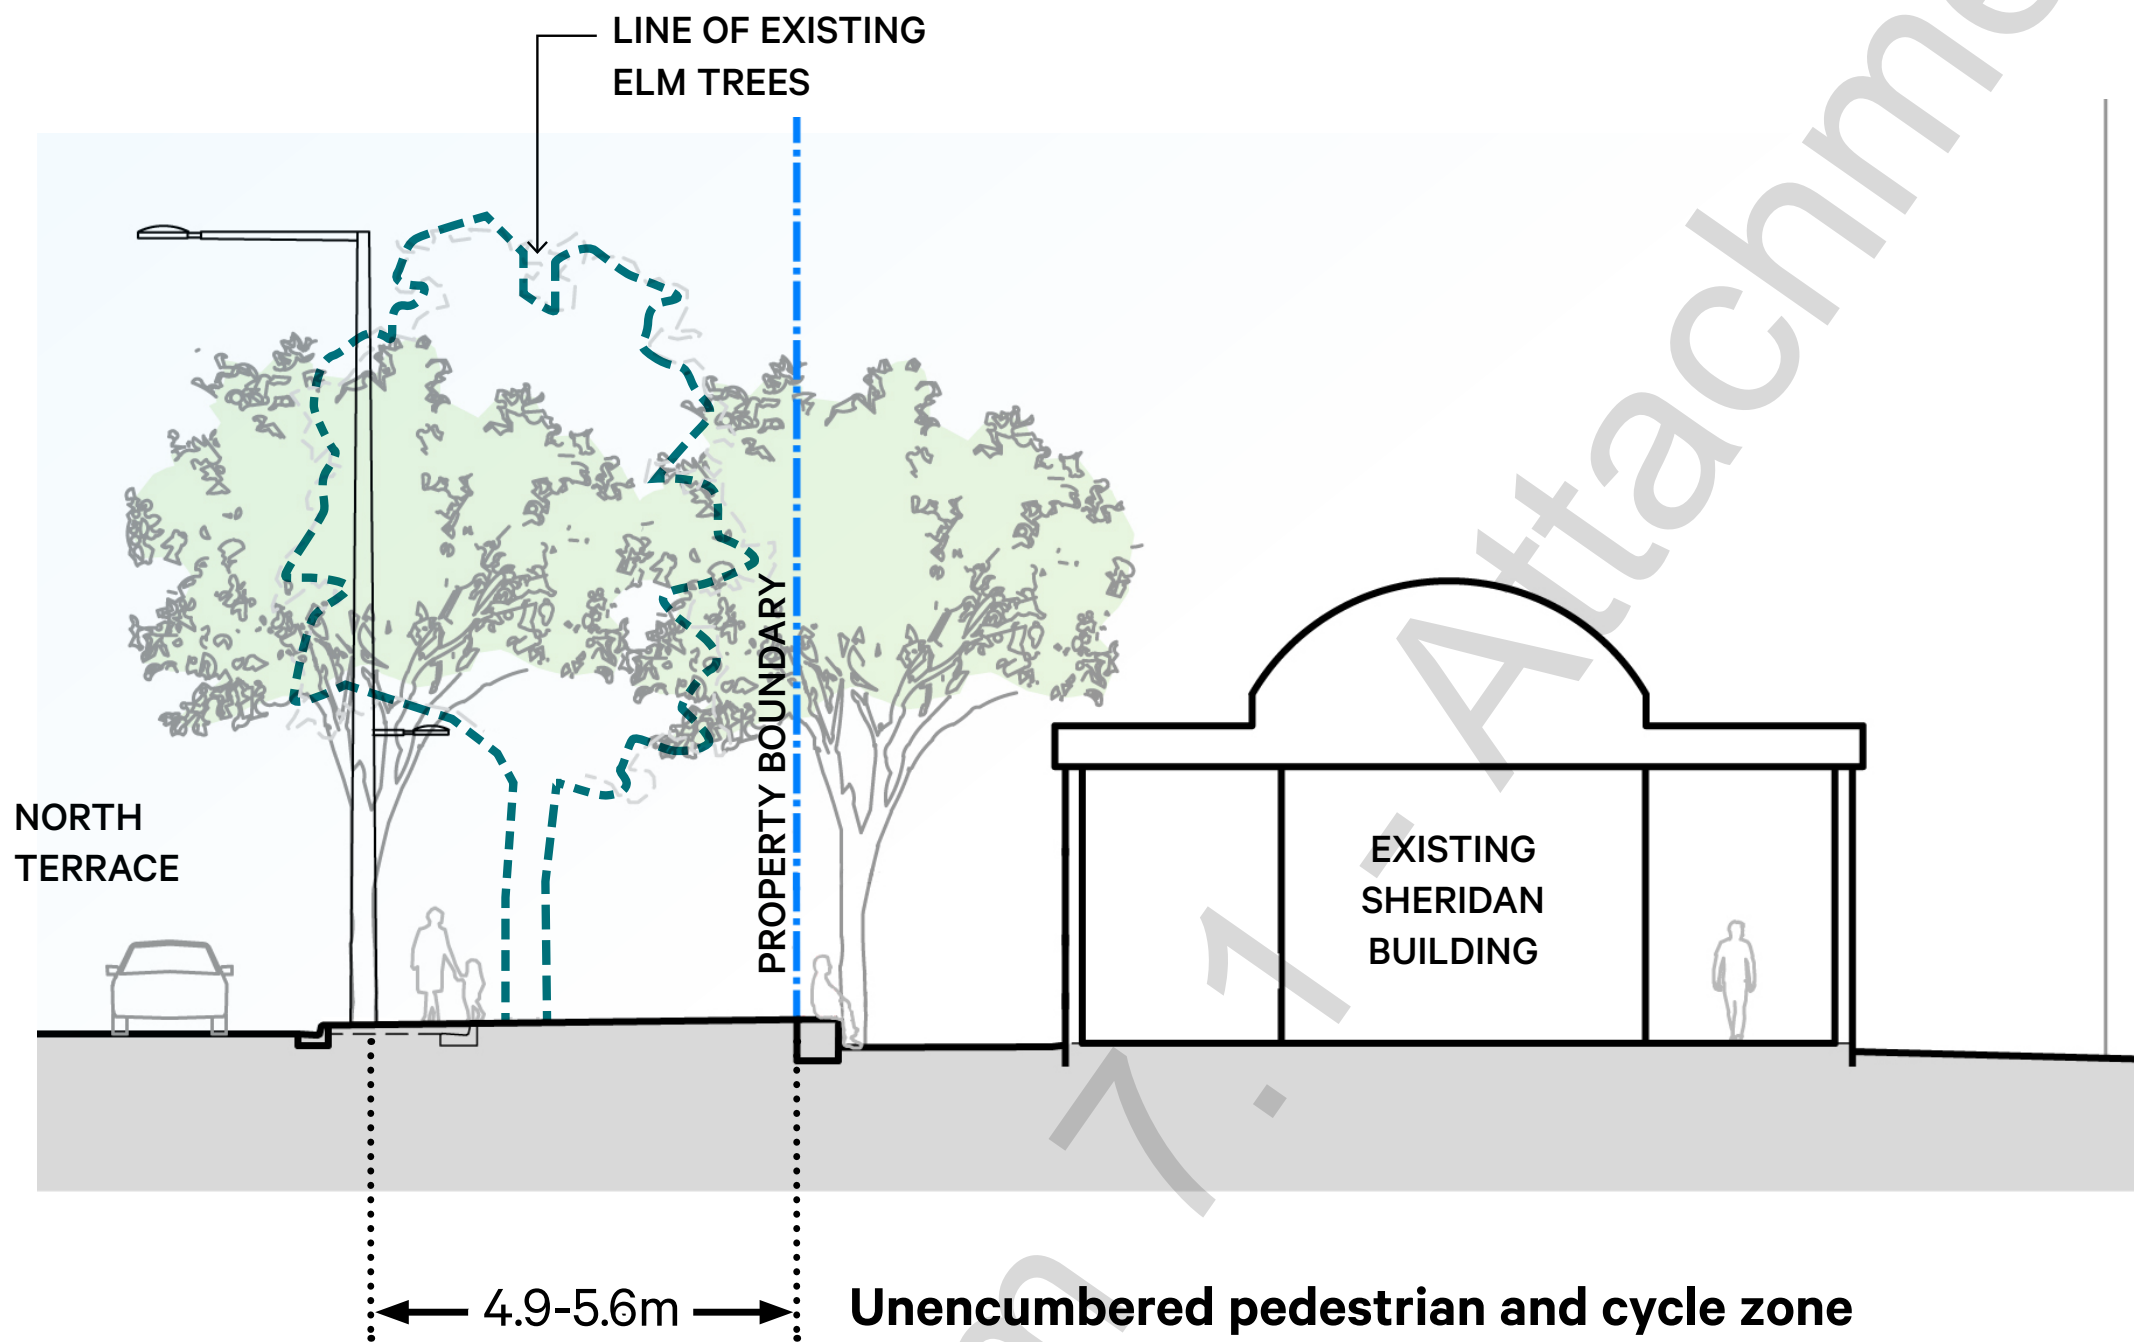 LINE OF EXISTING
ELM TREES
PROPERTY BOUNDARY
NORTH
TERRACE
EXISTING
SHERIDAN
BUILDING
4.9-5.6m
Unencumbered pedestrian and cycle zone
7.1 - Attachme